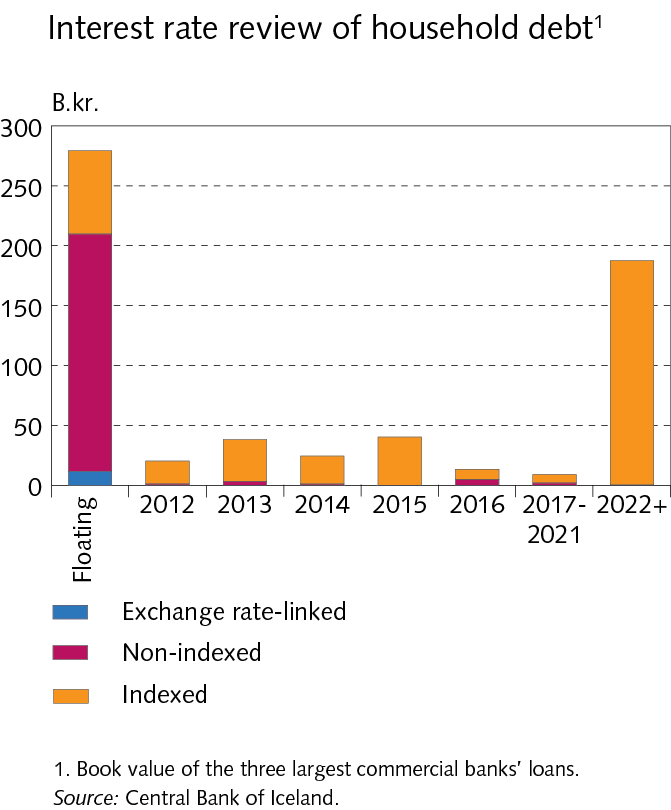 Interest rate review of household debt¹
B.kr.
300
250
200
150
100
50
0
Floating
2012
2013
2014
2015
2016
2017-
2021
2022+
Exchange rate-linked
Non-indexed
Indexed
1. Book value of the three largest commercial banks' loans.
Source: Central Bank of Iceland.